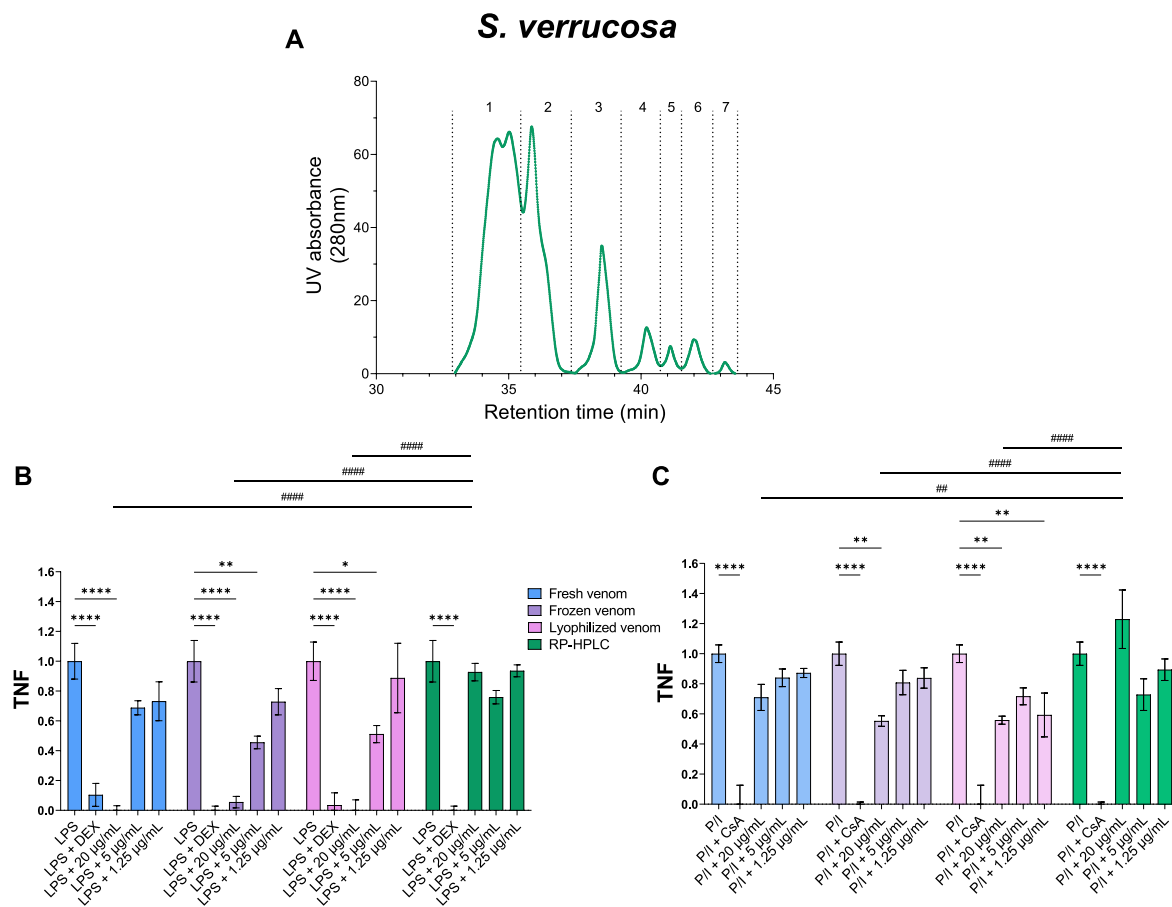 S. verrucosa
A
80
60
40
20
0
UV absorbance
(280nm)
1 2 3 4 5 6 7
30 35 40 45
Retention time (min)
B
####
####
####
**** **** **** ** **** **** * **** **** ****
1.6
1.4
1.2
1.0
0.8
0.6
0.4
0.2
0.0
TNF
LPS
LPS + DEX
LPS + 20 µg/mL
LPS + 5 µg/mL
LPS + 1.25 µg/mL
LPS
LPS + DEX
LPS + 20 µg/mL
LPS + 5 µg/mL
LPS + 1.25 µg/mL
LPS
LPS + DEX
LPS + 20 µg/mL
LPS + 5 µg/mL
LPS + 1.25 µg/mL
LPS
LPS + DEX
LPS + 20 µg/mL
LPS + 5 µg/mL
LPS + 1.25 µg/mL
Fresh venom
Frozen venom
Lyophilized venom
RP-HPLC
C
####
####
##
**** ** **** ** ** **** ****
1.6
1.4
1.2
1.0
0.8
0.6
0.4
0.2
0.0
TNF
P/I
P/I + CsA
P/I + 20 µg/mL
P/I + 5 µg/mL
P/I + 1.25 µg/mL
P/I
P/I + CsA
P/I + 20 µg/mL
P/I + 5 µg/mL
P/I + 1.25 µg/mL
P/I
P/I + CsA
P/I + 20 µg/mL
P/I + 5 µg/mL
P/I + 1.25 µg/mL
P/I
P/I + CsA
P/I + 20 µg/mL
P/I + 5 µg/mL
P/I + 1.25 µg/mL